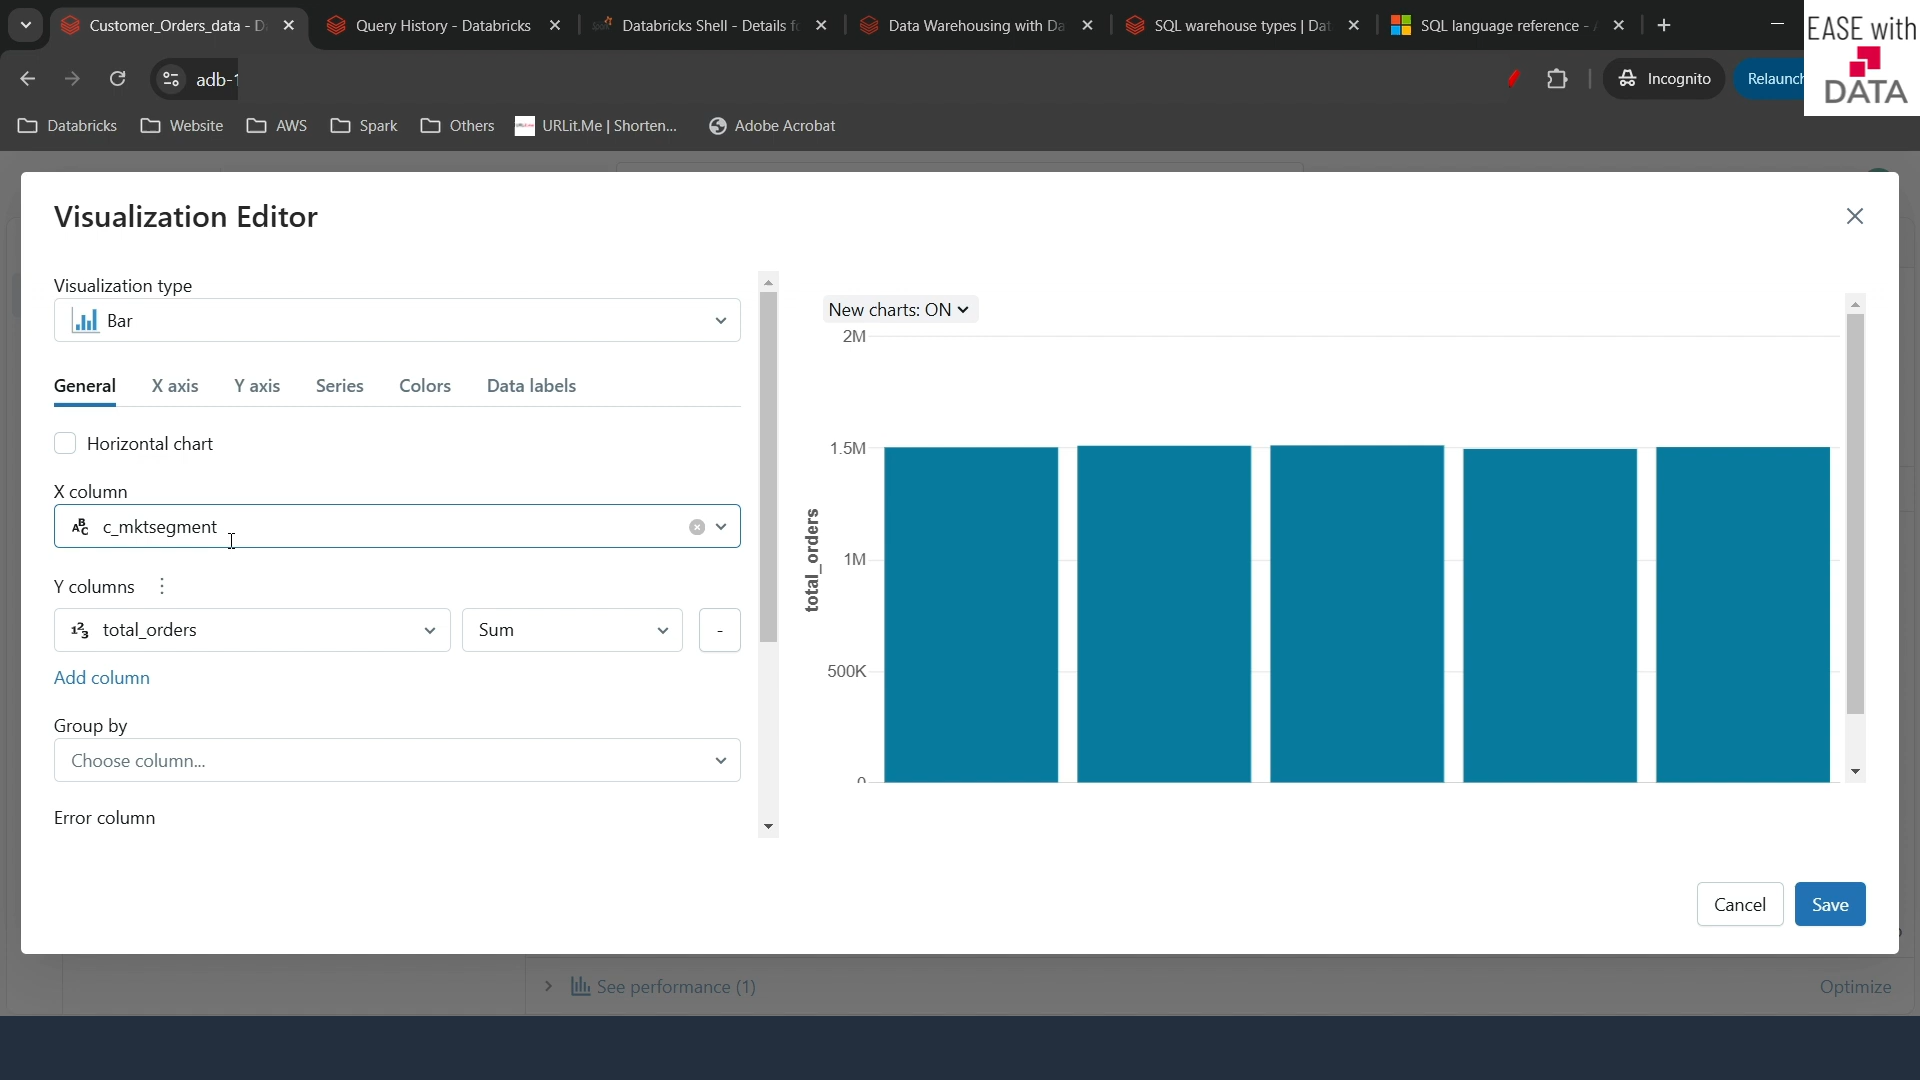 Customer_Orders_data - D
Query History - Databricks
Databricks Shell - Details f
Data Warehousing with Da
SQL warehouse types | Dat
SQL language reference -
EASE with
DATA
adb-1
Incognito
Relaunch
Databricks
Website
AWS
Spark
Others
URLit.Me | Shorten...
Adobe Acrobat
Visualization Editor
Visualization type
Bar
General
X axis
Y axis
Series
Colors
Data labels
Horizontal chart
X column
c_mktsegment
Y columns
total_orders
Sum
-
Add column
Group by
Choose column...
Error column
New charts: ON
2M
1.5M
1M
500K
0
total_orders
Cancel
Save
See performance (1)
Optimize